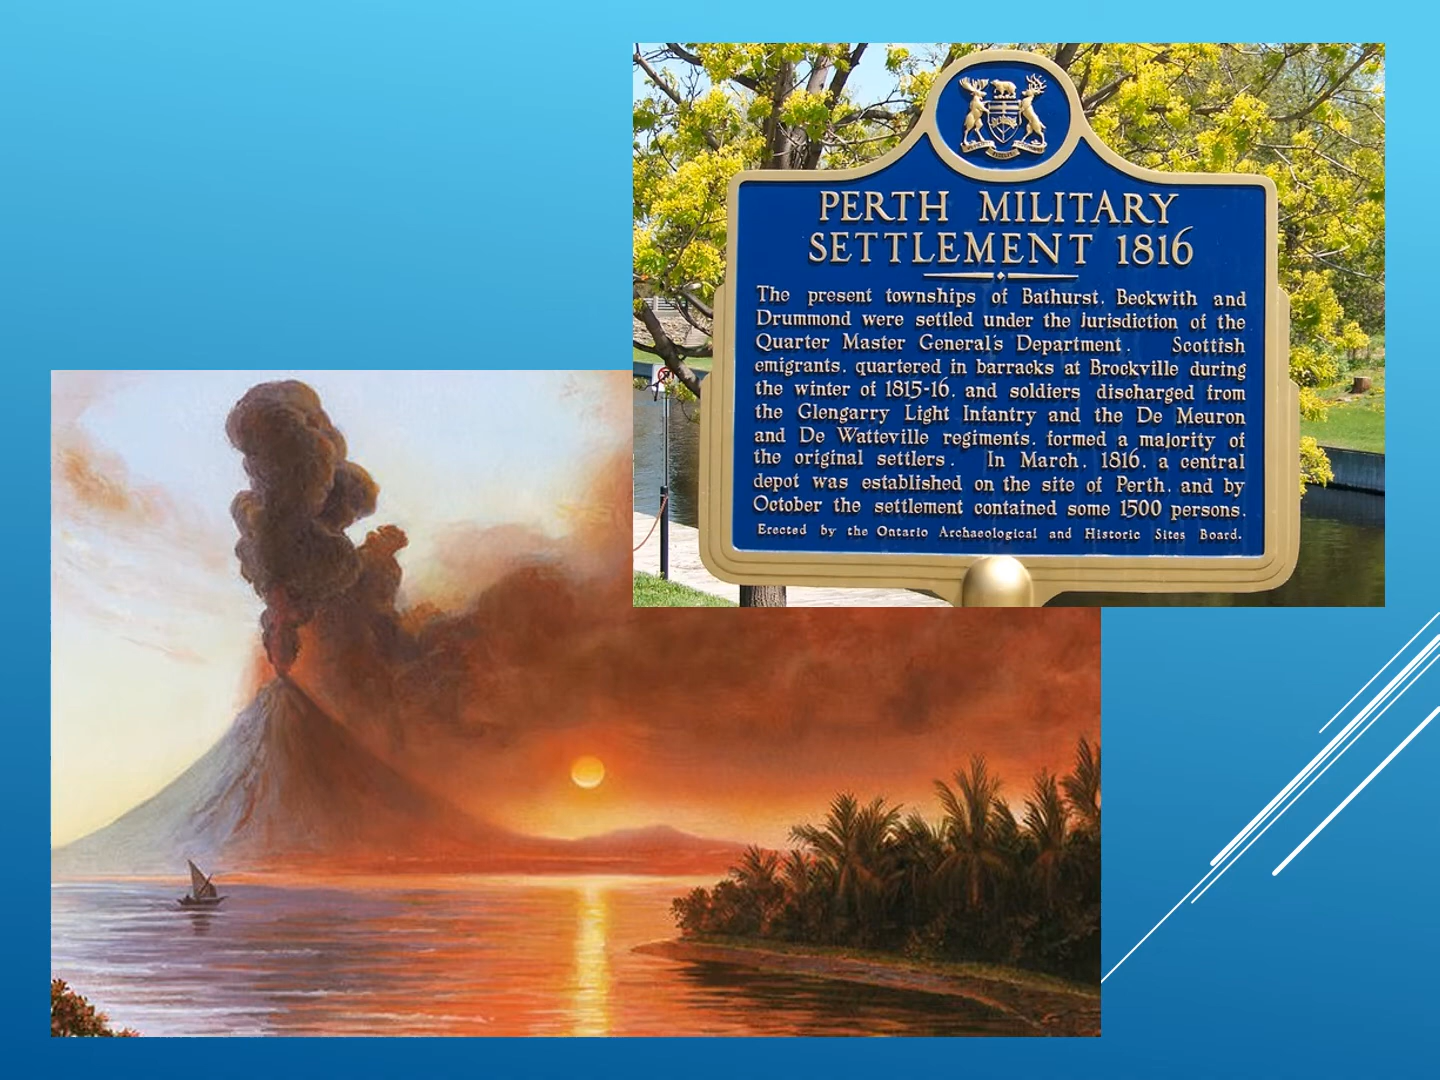 PERTH MILITARY
SETTLEMENT 1816
The present townships of Bathurst, Beckwith and
Drummond were settled under the jurisdiction of the
Quarter Master General's Department. Scottish
emigrants, quartered in barracks at Brockville during
the winter of 1815-16, and soldiers discharged from
the Glengarry Light Infantry and the De Meuron
and De Watteville regiments, formed a majority of
the original settlers. In March, 1816, a central
depot was established on the site of Perth, and by
October the settlement contained some 1500 persons.
Erected by the Ontario Archaeological and Historic Sites Board.